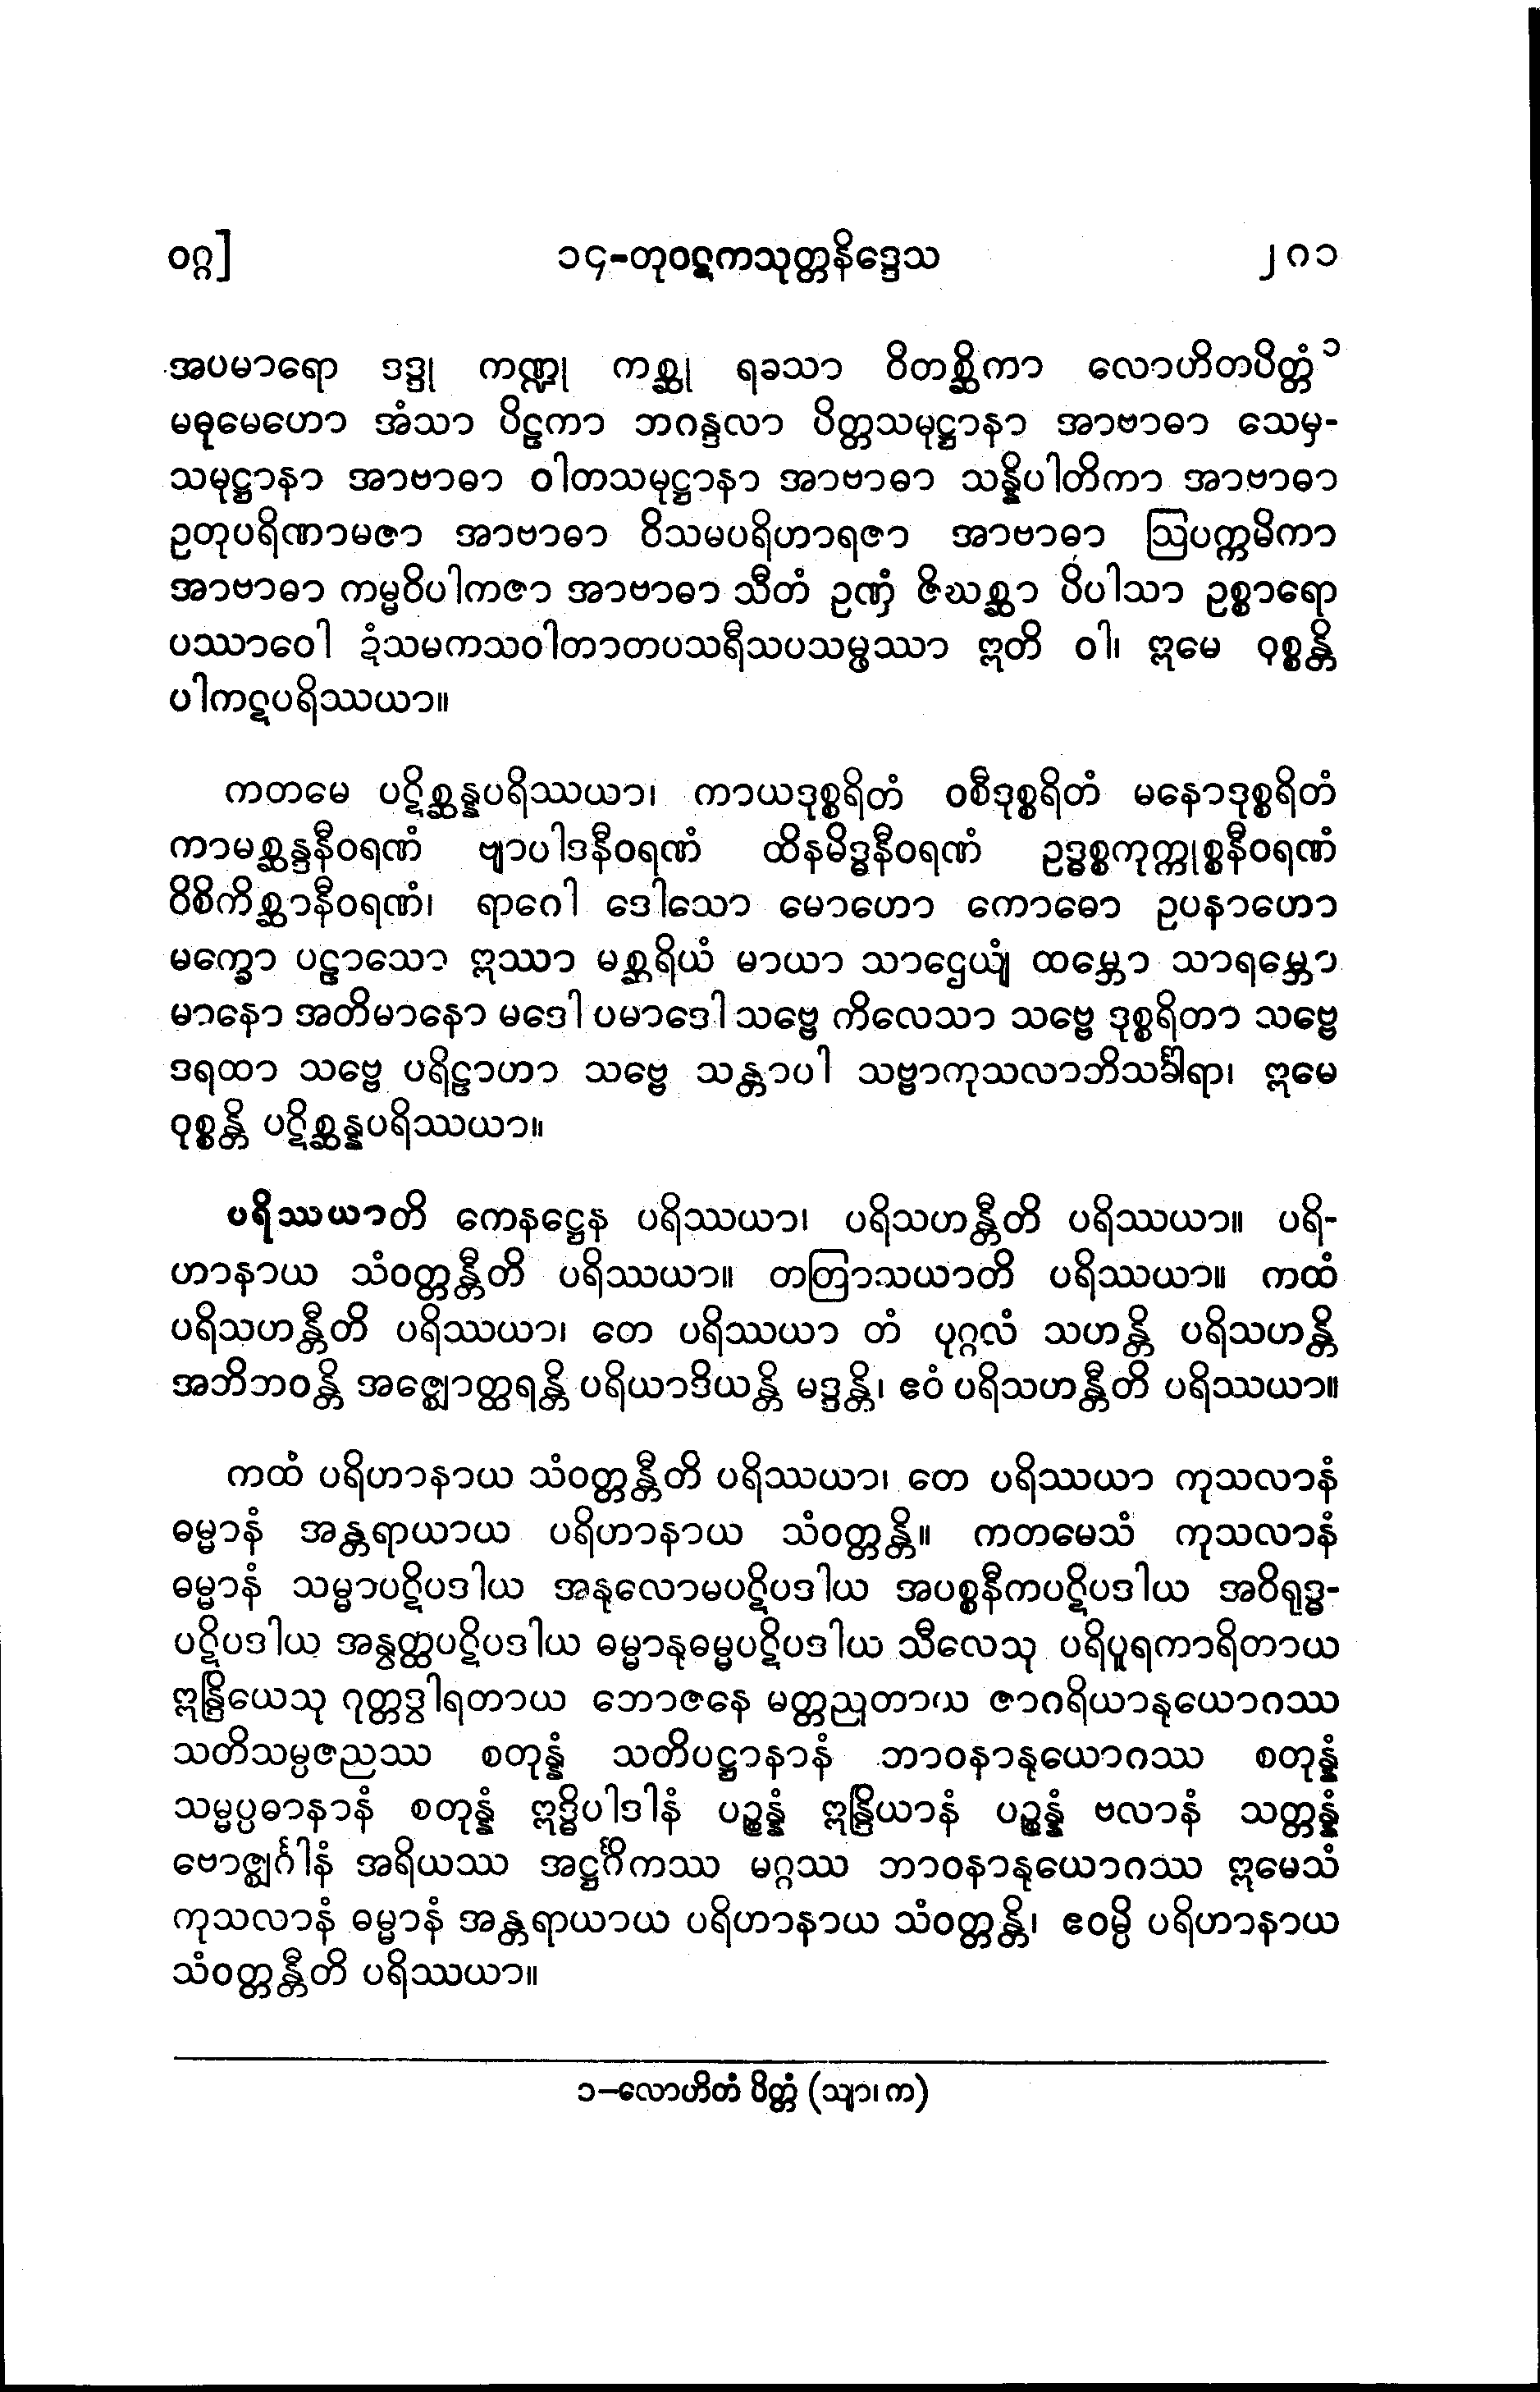 ဝဂ္ဂ]
၁၄-တုဝဋ္ဋကသုတ္တနိဒ္ဒေသ
၂ဂ၁
အပမာရော ဒဒ္ဒု ကဏ္ဍု ကစ္ဆု ရခသာ ဝိတစ္ဆိကာ လောဟိတပိတ္တံ ၁
မဓုမေဟော အံသာ ပိဠကာ ဘဂန္ဒလာ ပိတ္တသမုဋ္ဌာနာ အာဗာဓာ သေမှ-
သမုဋ္ဌာနာ အာဗာဓာ ဝါတသမုဋ္ဌာနာ အာဗာဓာ သန္နိပါတိကာ အာဗာဓာ
ဥတုပရိဏာမဇာ အာဗာဓာ ဝိသမပရိဟာရဇာ အာဗာဓာ ဩပက္ကမိကာ
အာဗာဓာ ကမ္မဝိပါကဇာ အာဗာဓာ သီတံ ဥဏှံ ဇိဃစ္ဆာ ပိပါသာ ဥစ္စာရော
ပဿာဝေါ ဍံသမကသဝါတာတပသရီသပသမ္ဖဿာ ဣတိ ဝါ၊ ဣမေ ဝုစ္စန္တိ
ပါကဋပရိဿယာ။
ကတမေ ပဋိစ္ဆန္နပရိဿယာ၊ ကာယဒုစ္စရိတံ ဝစီဒုစ္စရိတံ မနောဒုစ္စရိတံ
ကာမစ္ဆန္ဒနီဝရဏံ ဗျာပါဒနီဝရဏံ ထိနမိဒ္ဓနီဝရဏံ ဥဒ္ဓစ္စကုက္ကုစ္စနီဝရဏံ
ဝိစိကိစ္ဆာနီဝရဏံ၊ ရာဂေါ ဒေါသော မောဟော ကောဓော ဥပနာဟော
မက္ခော ပဠာသော ဣဿာ မစ္ဆရိယံ မာယာ သာဌေယျံ ထမ္ဘော သာရမ္ဘော
မာနော အတိမာနော မဒေါ ပမာဒေါ သဗ္ဗေ ကိလေသာ သဗ္ဗေ ဒုစ္စရိတာ သဗ္ဗေ
ဒရထာ သဗ္ဗေ ပရိဠာဟာ သဗ္ဗေ သန္တာပါ သဗ္ဗာကုသလာဘိသင်္ခါရာ၊ ဣမေ
ဝုစ္စန္တိ ပဋိစ္ဆန္နပရိဿယာ။
ပရိဿယာတိ ကေနဋ္ဌေန ပရိဿယာ၊ ပရိသဟန္တီတိ ပရိဿယာ။ ပရိ-
ဟာနာယ သံဝတ္တန္တီတိ ပရိဿယာ။ တတြာသယာတိ ပရိဿယာ။ ကထံ
ပရိသဟန္တီတိ ပရိဿယာ၊ တေ ပရိဿယာ တံ ပုဂ္ဂလံ သဟန္တိ ပရိသဟန္တိ
အဘိဘဝန္တိ အဇ္ဈောတ္ထရန္တိ ပရိယာဒိယန္တိ မဒ္ဒန္တိ၊ ဧဝံ ပရိသဟန္တီတိ ပရိဿယာ။
ကထံ ပရိဟာနာယ သံဝတ္တန္တီတိ ပရိဿယာ၊ တေ ပရိဿယာ ကုသလာနံ
ဓမ္မာနံ အန္တရာယာယ ပရိဟာနာယ သံဝတ္တန္တိ။ ကတမေသံ ကုသလာနံ
ဓမ္မာနံ သမ္မာပဋိပဒါယ အနုလောမပဋိပဒါယ အပစ္စနီကပဋိပဒါယ အဝိရုဒ္ဓ-
ပဋိပဒါယ အနွတ္ထပဋိပဒါယ ဓမ္မာနုဓမ္မပဋိပဒါယ သီလေသု ပရိပူရကာရိတာယ
ဣန္ဒြိယေသု ဂုတ္တဒွါရတာယ ဘောဇနေ မတ္တညုတာယ ဇာဂရိယာနုယောဂဿ
သတိသမ္ပဇညဿ စတုန္နံ သတိပဋ္ဌာနာနံ ဘာဝနာနုယောဂဿ စတုန္နံ
သမ္မပ္ပဓာနာနံ စတုန္နံ ဣဒ္ဓိပါဒါနံ ပဉ္စန္နံ ဣန္ဒြိယာနံ ပဉ္စန္နံ ဗလာနံ သတ္တန္နံ
ဗောဇ္ဈင်္ဂါနံ အရိယဿ အဋ္ဌင်္ဂိကဿ မဂ္ဂဿ ဘာဝနာနုယောဂဿ ဣမေသံ
ကုသလာနံ ဓမ္မာနံ အန္တရာယာယ ပရိဟာနာယ သံဝတ္တန္တိ၊ ဧဝမ္ပိ ပရိဟာနာယ
သံဝတ္တန္တီတိ ပရိဿယာ။
၁-လောဟိတံ ပိတ္တံ (သျာ၊ က)